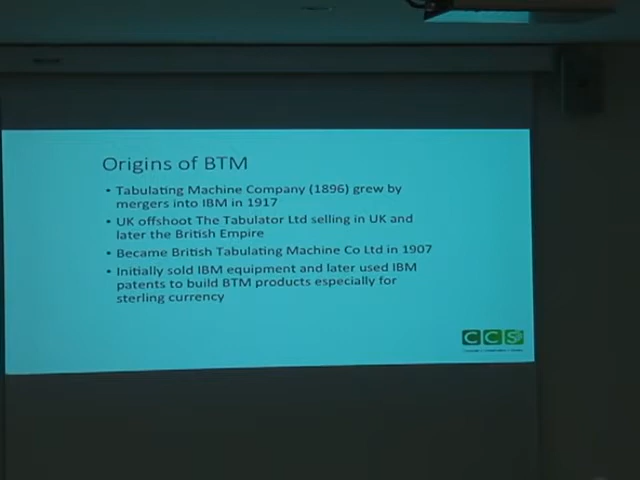 Origins of BTM
• Tabulating Machine Company (1896) grew by
mergers into IBM in 1917
• UK offshoot The Tabulator Ltd selling in UK and
later the British Empire
• Became British Tabulating Machine Co Ltd in 1907
• Initially sold IBM equipment and later used IBM
patents to build BTM products especially for
sterling currency
CCS